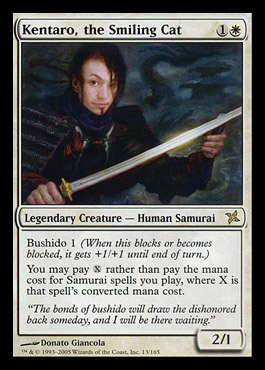 Kentaro, the Smiling Cat 1
Legendary Creature — Human Samurai
Bushido 1 (When this blocks or becomes
blocked, it gets +1/+1 until end of turn.)
You may pay X rather than pay the mana
cost for Samurai spells you play, where X is
that spell's converted mana cost.
"The bonds of bushido will draw the dishonored
back someday, and I will be there waiting."
Donato Giancola
™ & © 1993–2005 Wizards of the Coast, Inc. 13/165
2/1